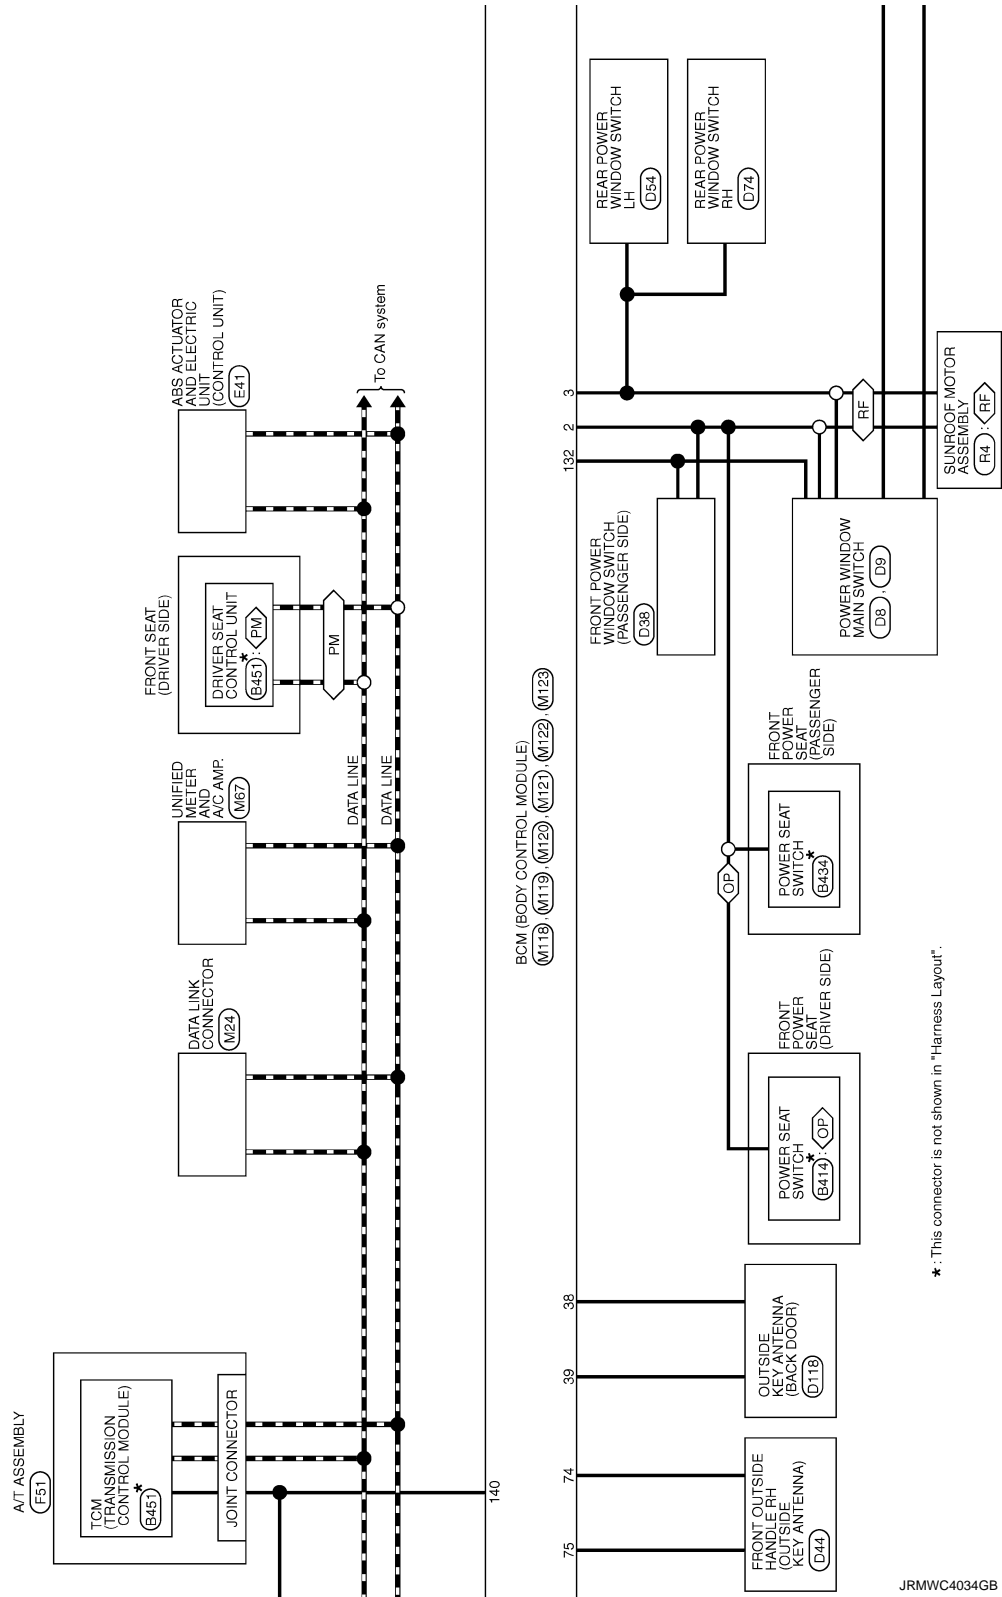 A/T ASSEMBLY
F51
TCM
(TRANSMISSION
CONTROL MODULE)
B451
*
JOINT CONNECTOR
140
DATA LINK
CONNECTOR
M24
UNIFIED
METER
AND
A/C AMP.
M67
DATA LINE
DATA LINE
FRONT SEAT
(DRIVER SIDE)
DRIVER SEAT
CONTROL UNIT
B451 * : PM
PM
ABS ACTUATOR
AND ELECTRIC
UNIT
(CONTROL UNIT)
E41
To CAN system
BCM (BODY CONTROL MODULE)
M118 , M119 , M120 , M121 , M122 , M123
75
74
39
38
132
2
3
FRONT OUTSIDE
HANDLE RH
(OUTSIDE
KEY ANTENNA)
D44
OUTSIDE
KEY ANTENNA
(BACK DOOR)
D118
FRONT
POWER
SEAT
(DRIVER SIDE)
POWER SEAT
SWITCH
B414 * : OP
OP
FRONT
POWER
SEAT
(PASSENGER
SIDE)
POWER SEAT
SWITCH
B434 *
FRONT POWER
WINDOW SWITCH
(PASSENGER SIDE)
D38
POWER WINDOW
MAIN SWITCH
D8 , D9
RF
SUNROOF MOTOR
ASSEMBLY
R4 : RF
REAR POWER
WINDOW SWITCH
LH
D54
REAR POWER
WINDOW SWITCH
RH
D74
* : This connector is not shown in "Harness Layout".
JRMWC4034GB